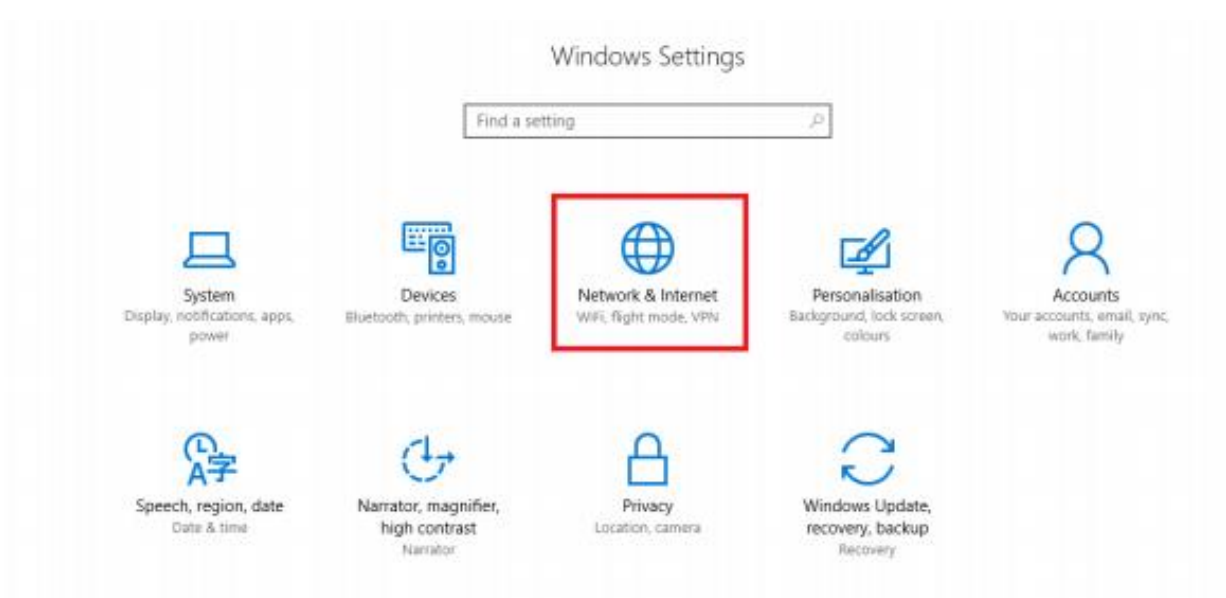 Windows Settings
Find a setting
System
Display, notifications, apps,
power
Devices
Bluetooth, printers, mouse
Network & Internet
WiFi, flight mode, VPN
Personalisation
Background, lock screen,
colours
Accounts
Your accounts, email, sync,
work, family
A字
Speech, region, date
Date & time
Narrator, magnifier,
high contrast
Narrator
Privacy
Location, camera
Windows Update,
recovery, backup
Recovery